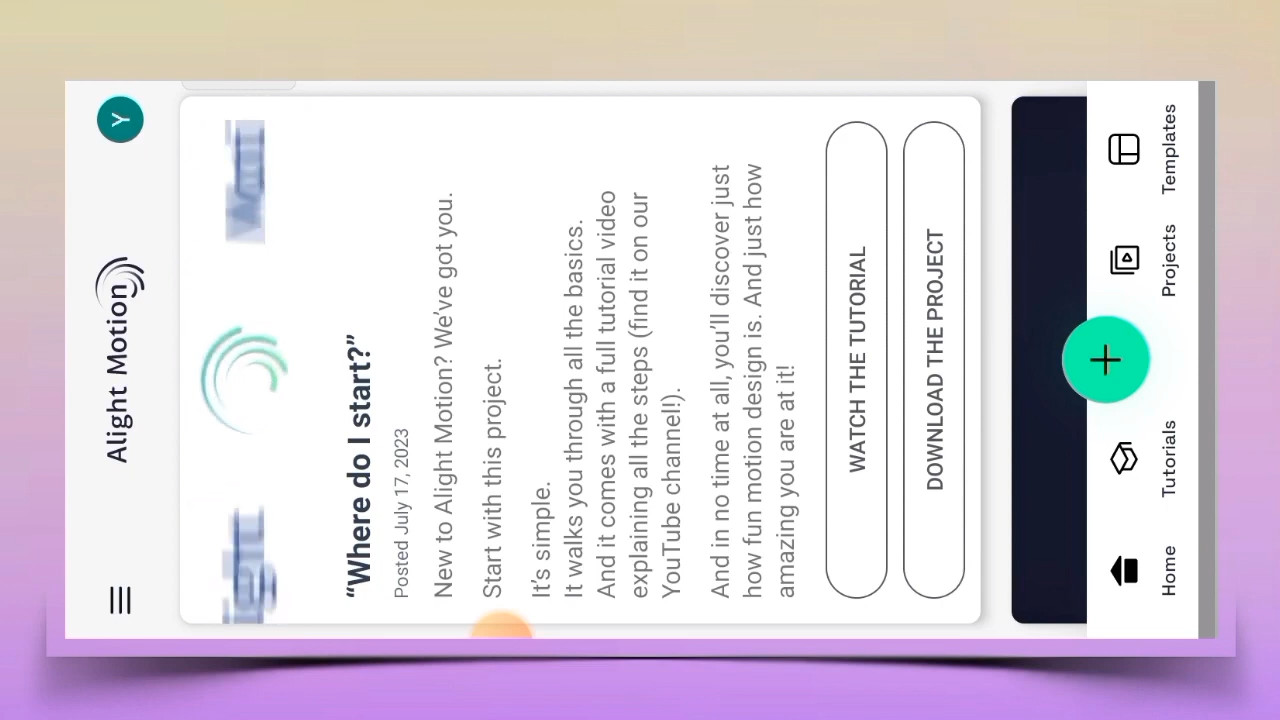 Alight Motion
Y
“Where do I start?”
Posted July 17, 2023
New to Alight Motion? We've got you.
Start with this project.
It's simple.
It walks you through all the basics.
And it comes with a full tutorial video
explaining all the steps (find it on our
YouTube channel!).
And in no time at all, you'll discover just
how fun motion design is. And just how
amazing you are at it!
WATCH THE TUTORIAL
DOWNLOAD THE PROJECT
Home
Tutorials
Projects
Templates